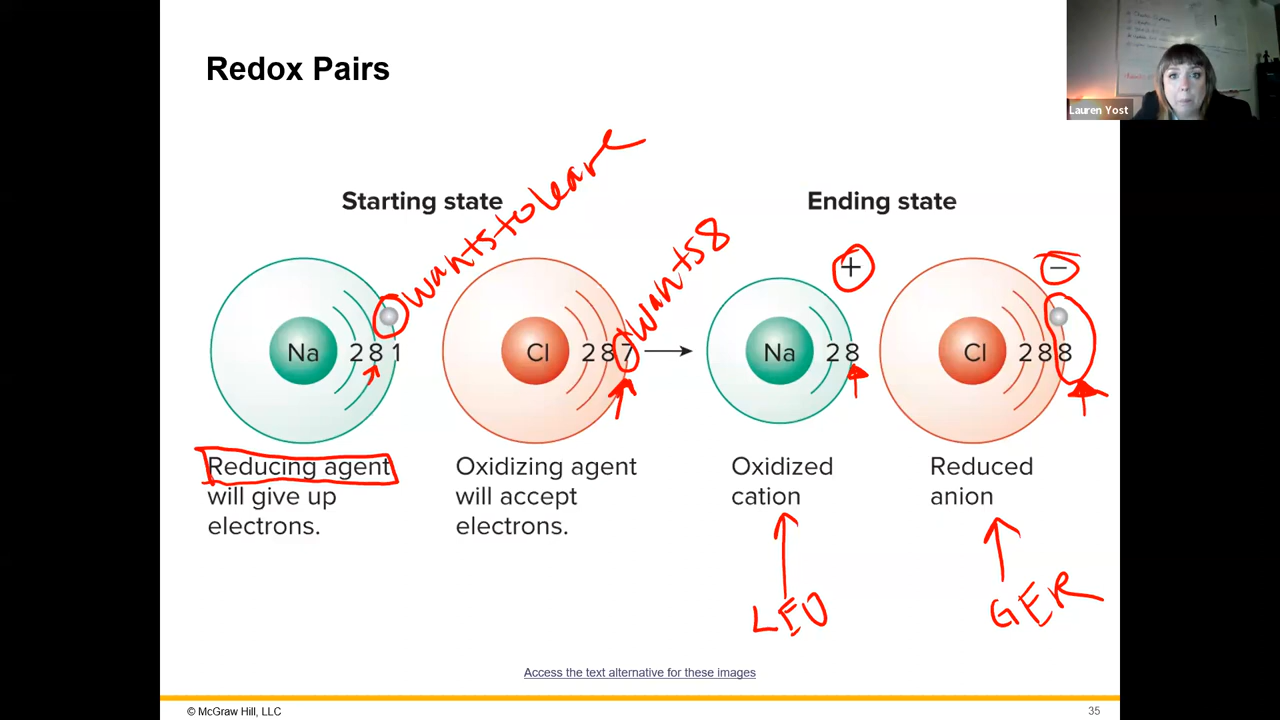 Redox Pairs
Lauren Yost
Starting state
Ending state
wants to leave
wants 8
+
−
Na 2 8 1
Cl 2 8 7
Na 2 8
Cl 2 8 8
Reducing agent
will give up
electrons.
Oxidizing agent
will accept
electrons.
Oxidized
cation
Reduced
anion
LEO
GER
Access the text alternative for these images
© McGraw Hill, LLC
35